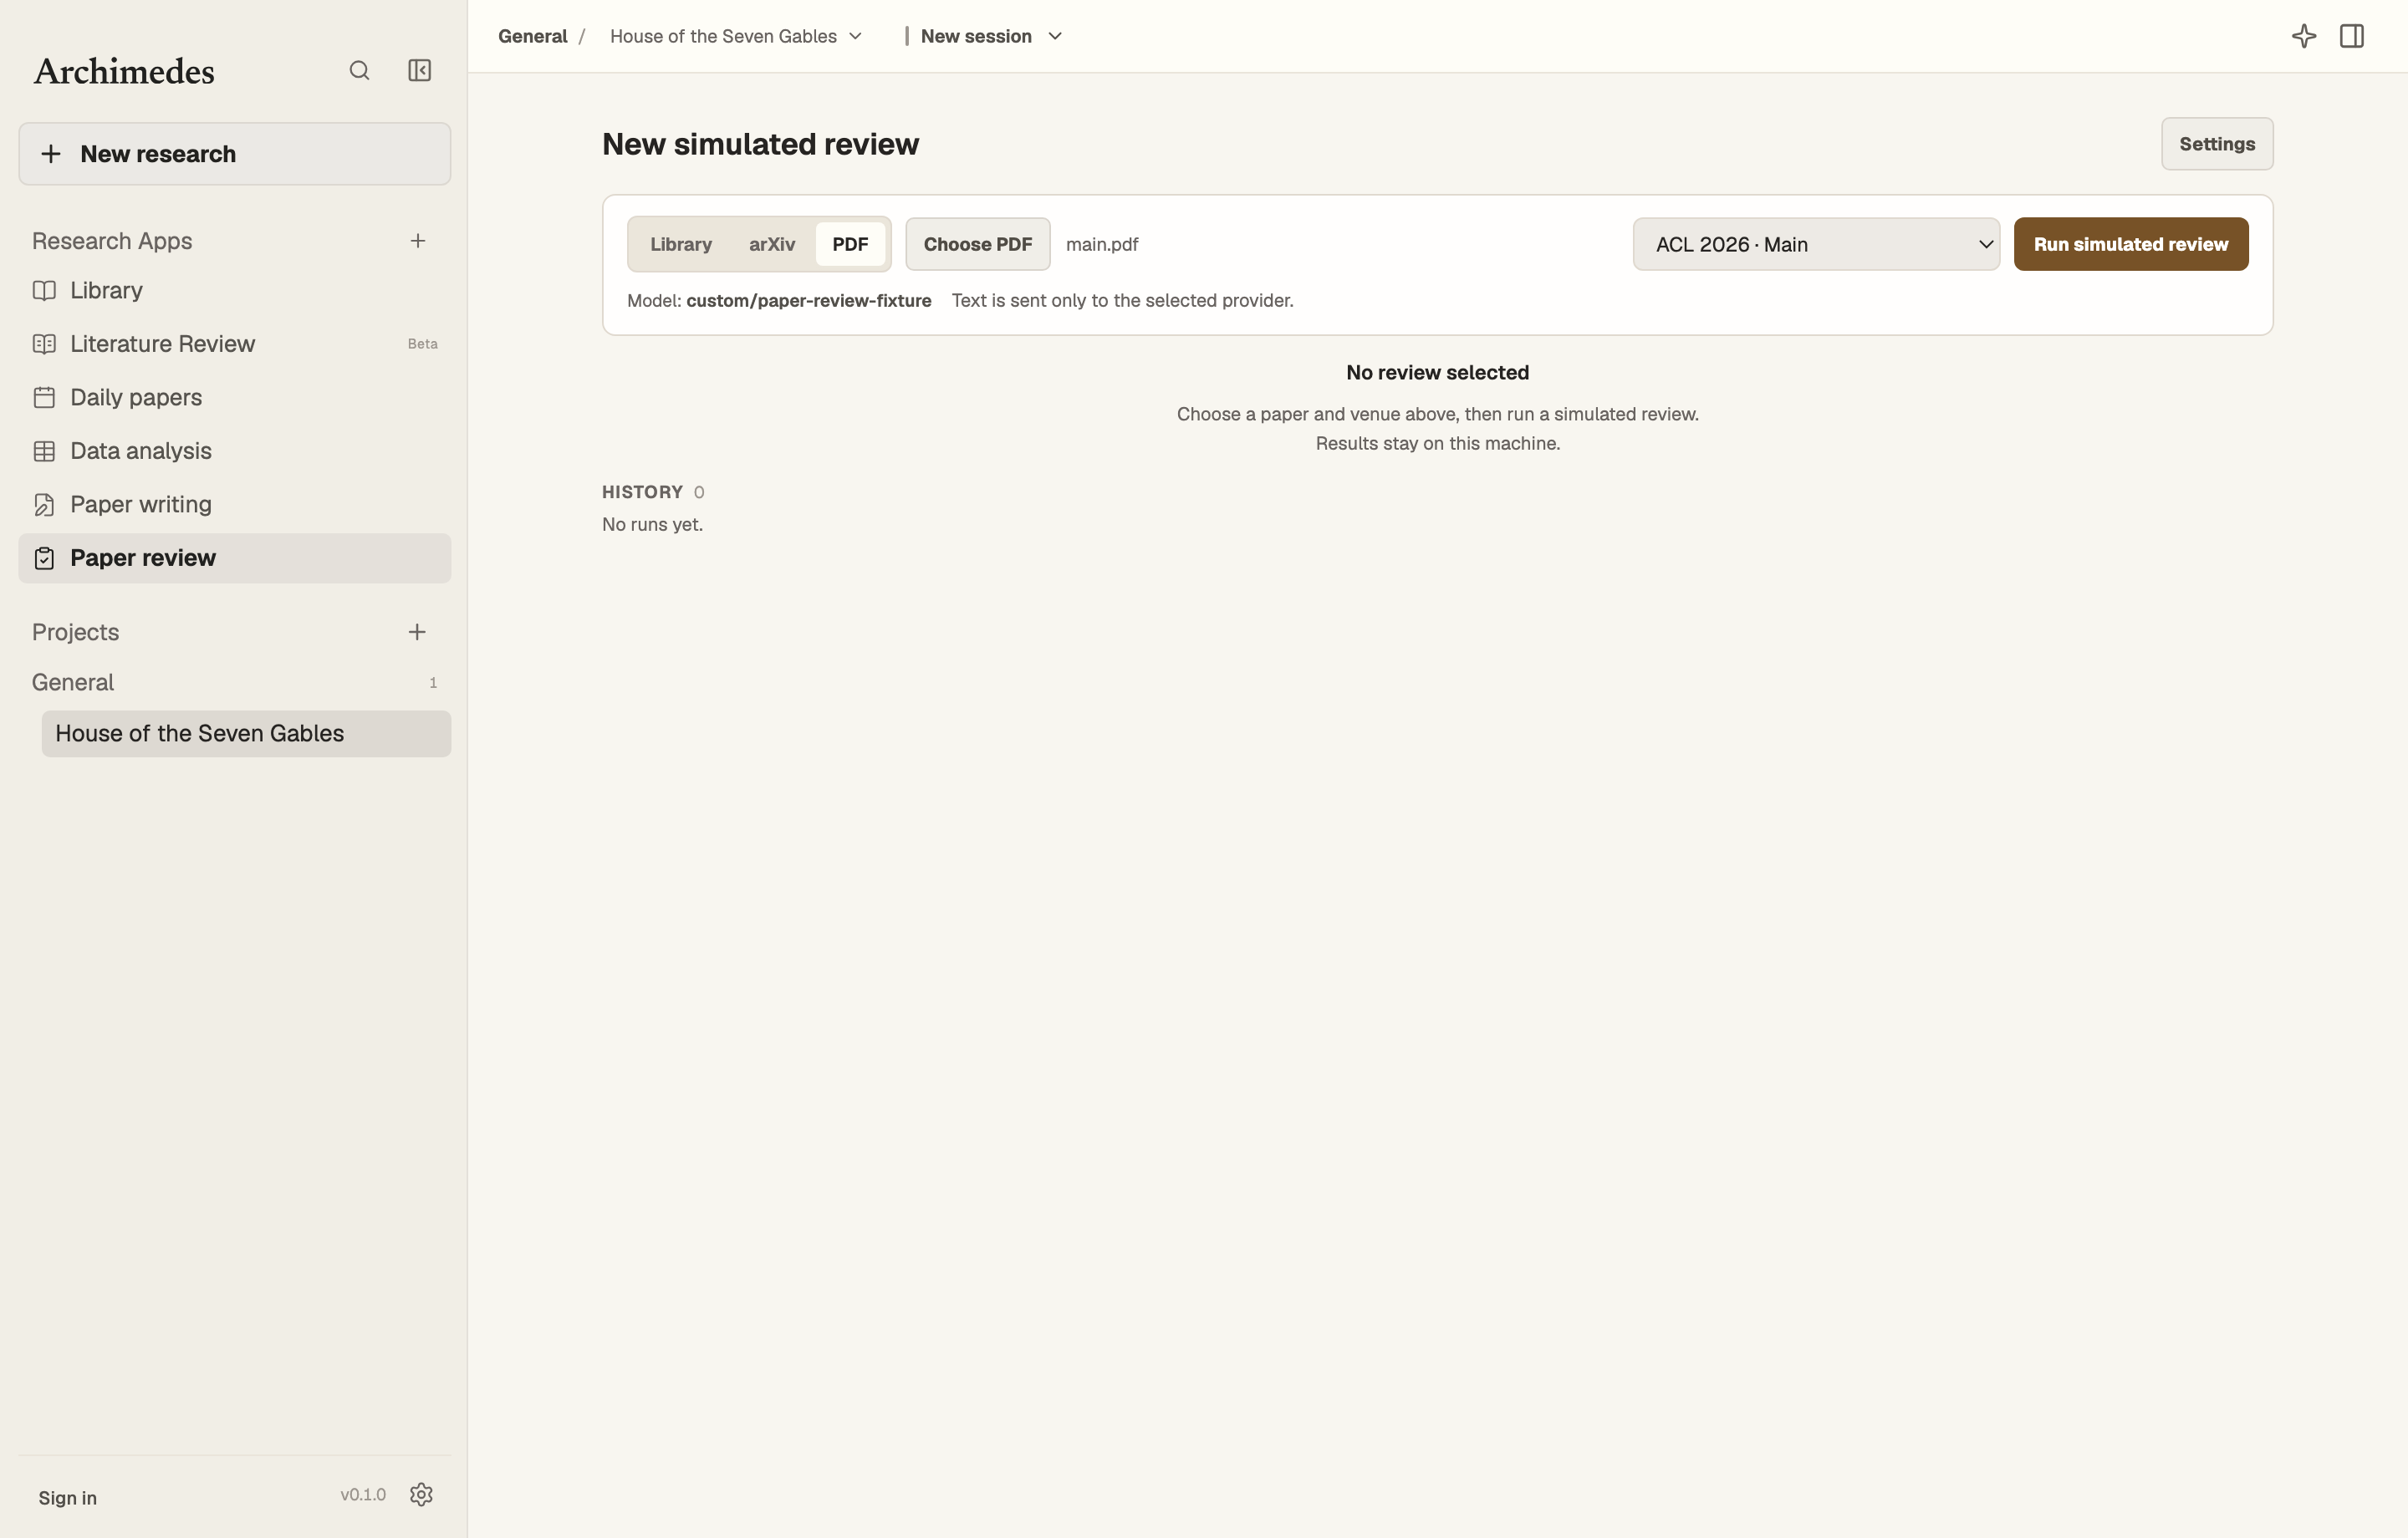 Archimedes
New research
Research Apps
Library
Literature Review Beta
Daily papers
Data analysis
Paper writing
Paper review
Projects
General 1
House of the Seven Gables
Sign in v0.1.0
General / House of the Seven Gables New session
New simulated review Settings
Library arXiv PDF Choose PDF main.pdf ACL 2026 · Main Run simulated review
Model: custom/paper-review-fixture Text is sent only to the selected provider.
No review selected
Choose a paper and venue above, then run a simulated review.
Results stay on this machine.
HISTORY 0
No runs yet.